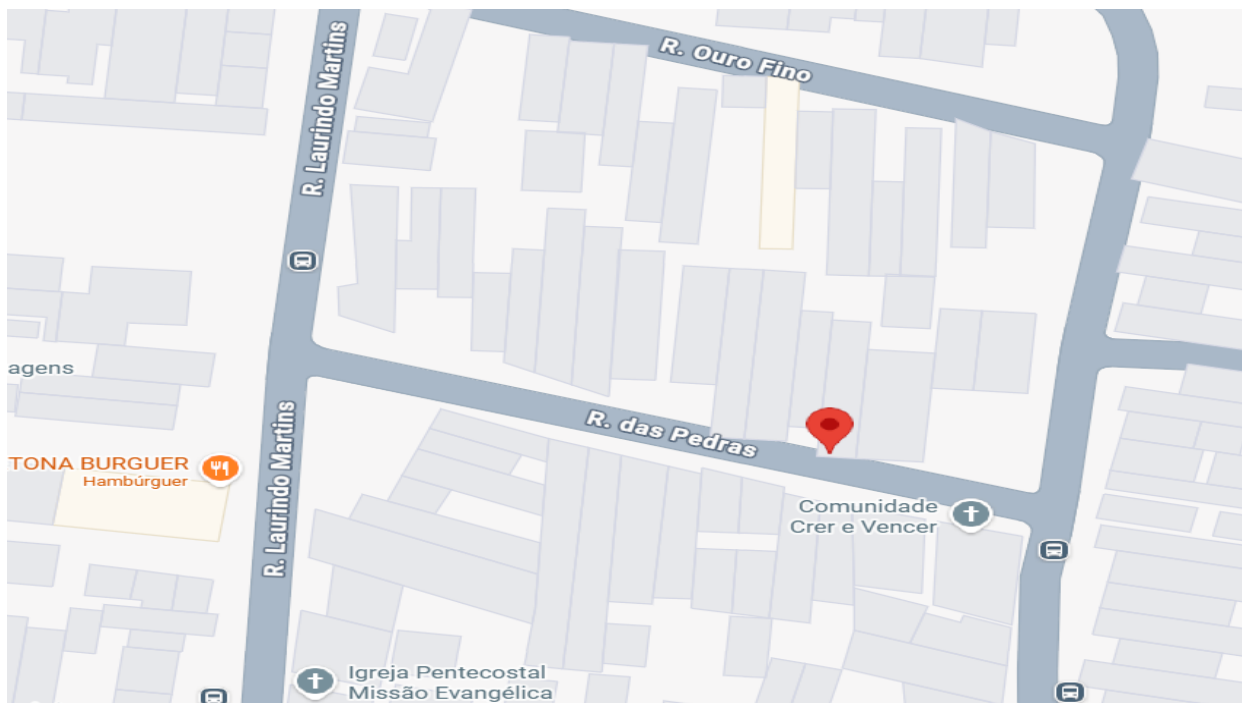 R. Ouro Fino
R. Laurindo Martins
agens
R. das Pedras
TONA BURGUER
Hambúrguer
R. Laurindo Martins
Comunidade
Crer e Vencer
Igreja Pentecostal
Missão Evangélica